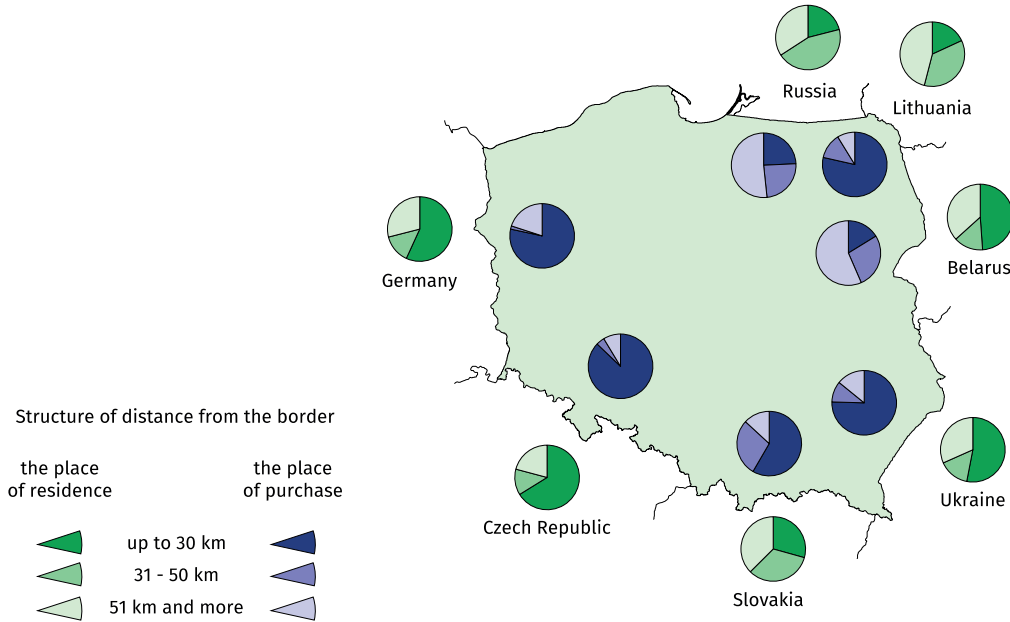 Russia
Lithuania
Germany
Belarus
Structure of distance from the border
the place
of residence
the place
of purchase
up to 30 km
31 - 50 km
51 km and more
Czech Republic
Ukraine
Slovakia